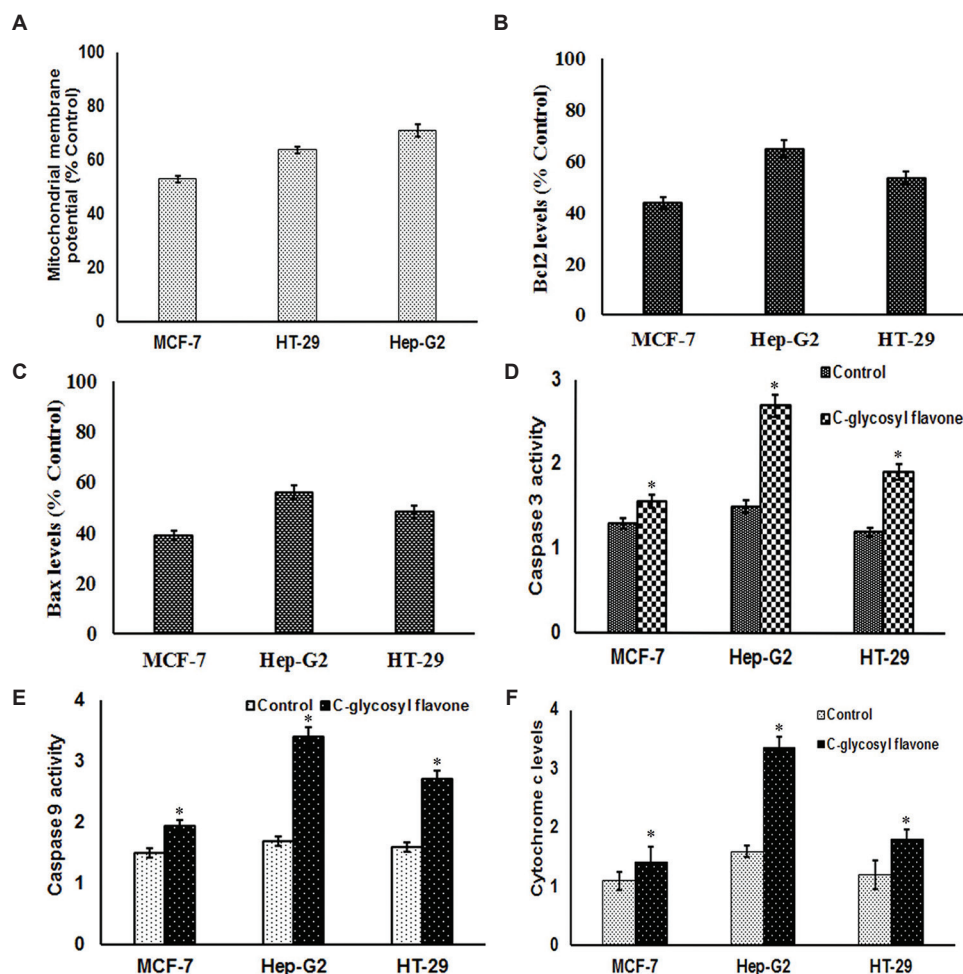 A
Mitochondrial membrane
potential (% Control)
100
80
60
40
20
0
MCF-7 HT-29 Hep-G2
B
Bcl2 levels (% Control)
100
80
60
40
20
0
MCF-7 Hep-G2 HT-29
C
Bax levels (% Control)
100
80
60
40
20
0
MCF-7 Hep-G2 HT-29
D
Caspase 3 activity
3
2
1
0
Control
C-glycosyl flavone
* * *
MCF-7 Hep-G2 HT-29
E
Caspase 9 activity
4
3
2
1
0
Control C-glycosyl flavone
* * *
MCF-7 Hep-G2 HT-29
F
Cytochrome c levels
4
3
2
1
0
Control
C-glycosyl flavone
* * *
MCF-7 Hep-G2 HT-29